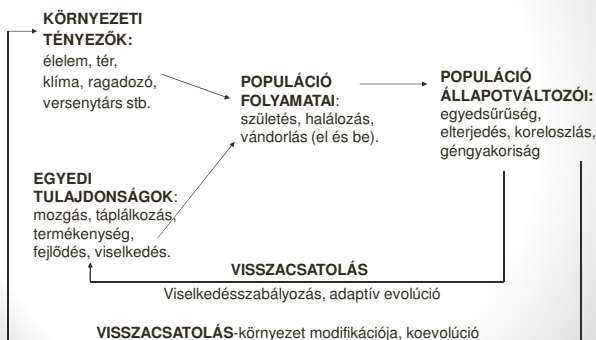 KÖRNYEZETI
TÉNYEZŐK:
élelem, tér,
klíma, ragadozó,
versenytárs stb.
POPULÁCIÓ
FOLYAMATAI:
születés, halálozás,
vándorlás (el és be).
POPULÁCIÓ
ÁLLAPOTVÁLTOZÓI:
egyedsűrűség,
elterjedés, koreloszlás,
géngyakoriság
EGYEDI
TULAJDONSÁGOK:
mozgás, táplálkozás,
termékenység,
fejlődés, viselkedés.
VISSZACSATOLÁS
Viselkedésszabályozás, adaptív evolúció
VISSZACSATOLÁS-környezet modifikációja, koevolúció